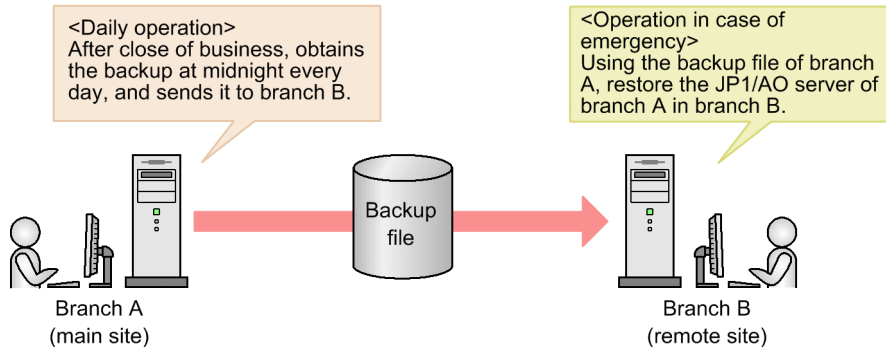 <Daily operation>
After close of business, obtains
the backup at midnight every
day, and sends it to branch B.
<Operation in case of
emergency>
Using the backup file of branch
A, restore the JP1/AO server of
branch A in branch B.
Backup
file
Branch A
(main site)
Branch B
(remote site)